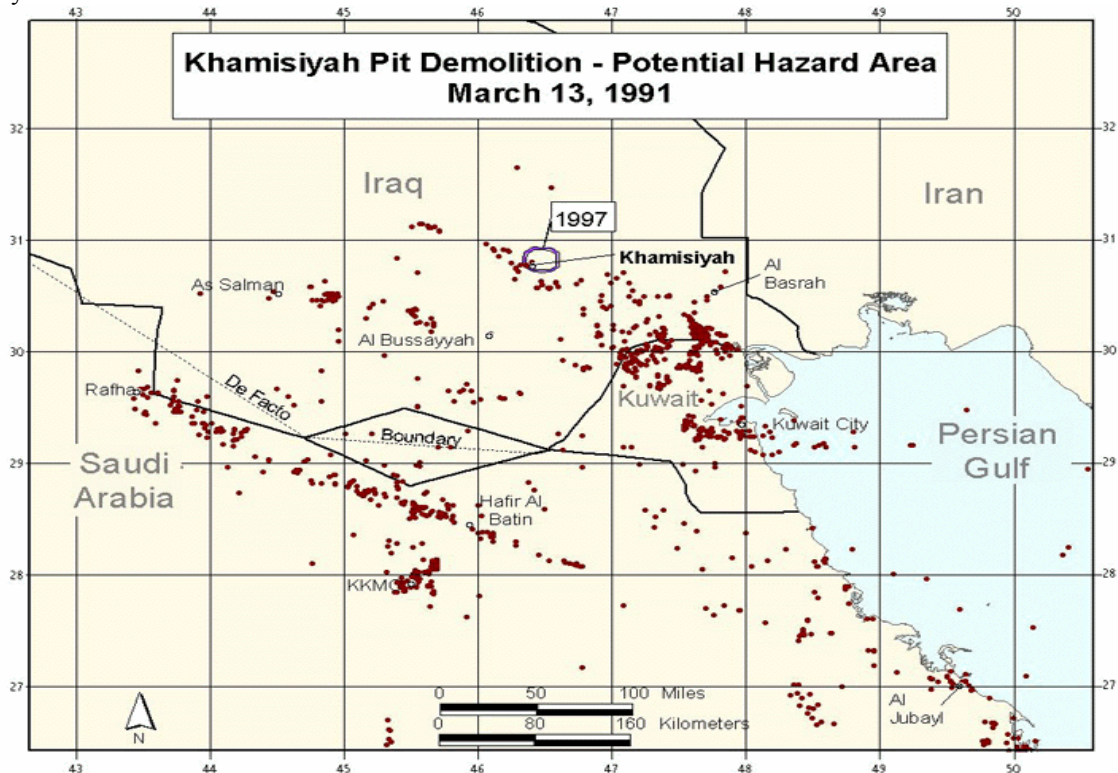 y
43 44 45 46 47 48 49 50
Khamisiyah Pit Demolition - Potential Hazard Area
March 13, 1991
32 32
Iraq
Iran
1997
31 31
Khamisiyah
Al
Basrah
As Salman
Al Bussayyah
30 30
Rafha
De Facto
Kuwait
Kuwait City
Boundary
Persian
Gulf
29 29
Saudi
Arabia
Hafir Al
Batin
28 28
KKMC
27 27
0 50 100 Miles
0 80 160 Kilometers
Al
Jubayl
N
43 44 45 46 47 48 49 50